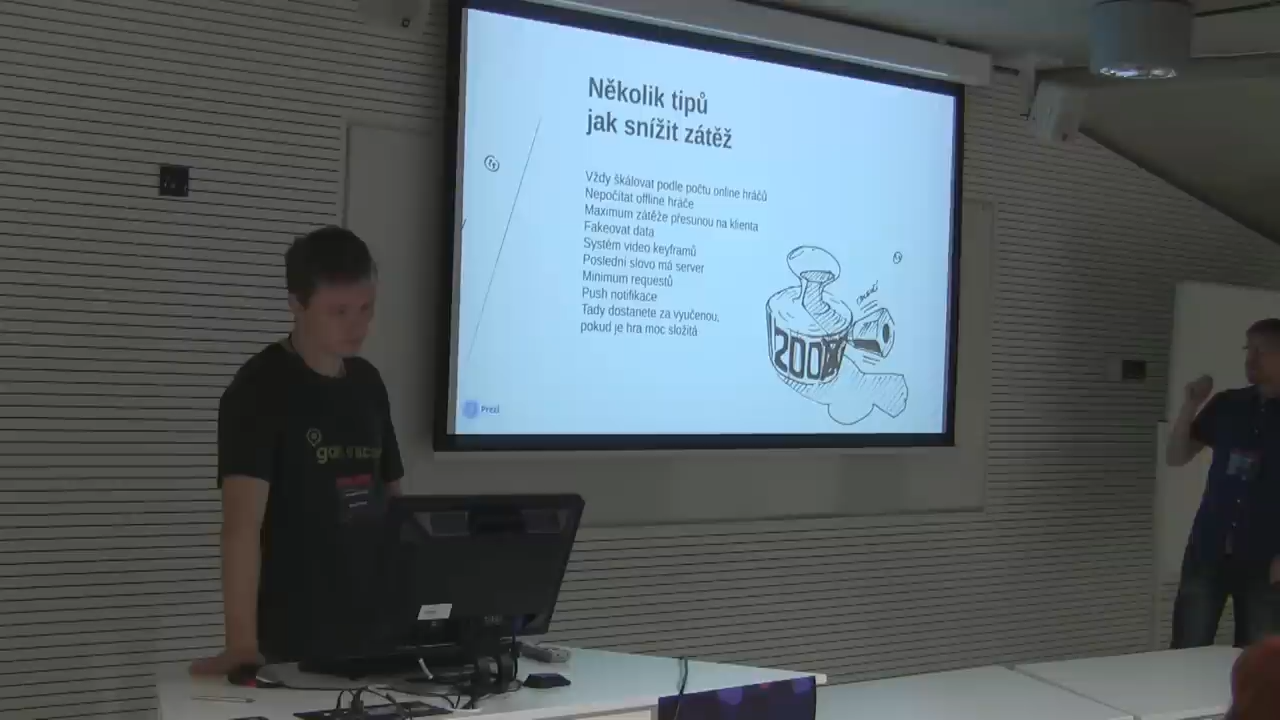 Několik tipů
jak snížit zátěž
Vždy škálovat podle počtu online hráčů
Nepočítat offline hráče
Maximum zátěže přesunou na klienta
Fakeovat data
Systém video keyframů
Poslední slovo má server
Minimum requestů
Push notifikace
Tady dostanete za vyučenou,
pokud je hra moc složitá
200
Prezi